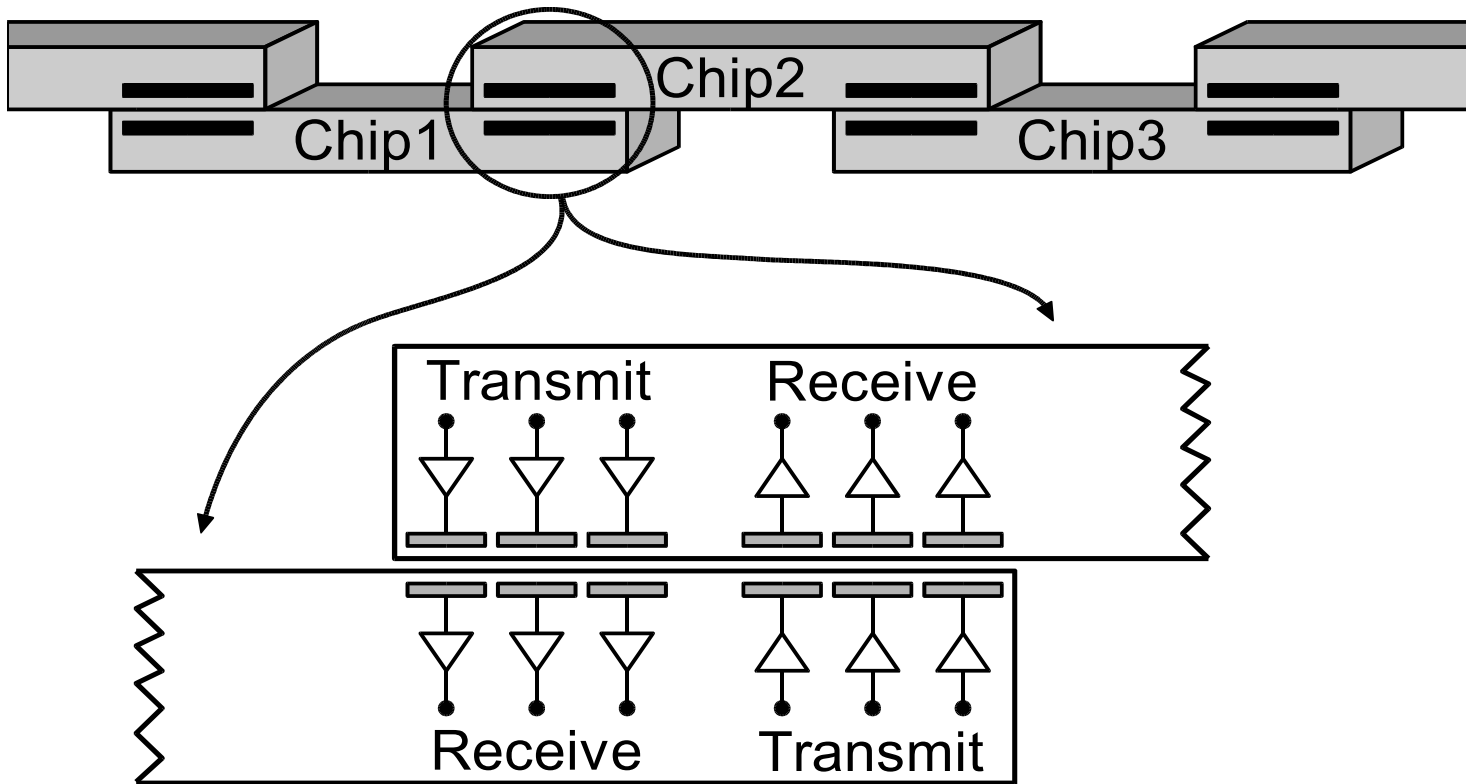 Chip2
Chip1
Chip3
Transmit
Receive
Receive
Transmit